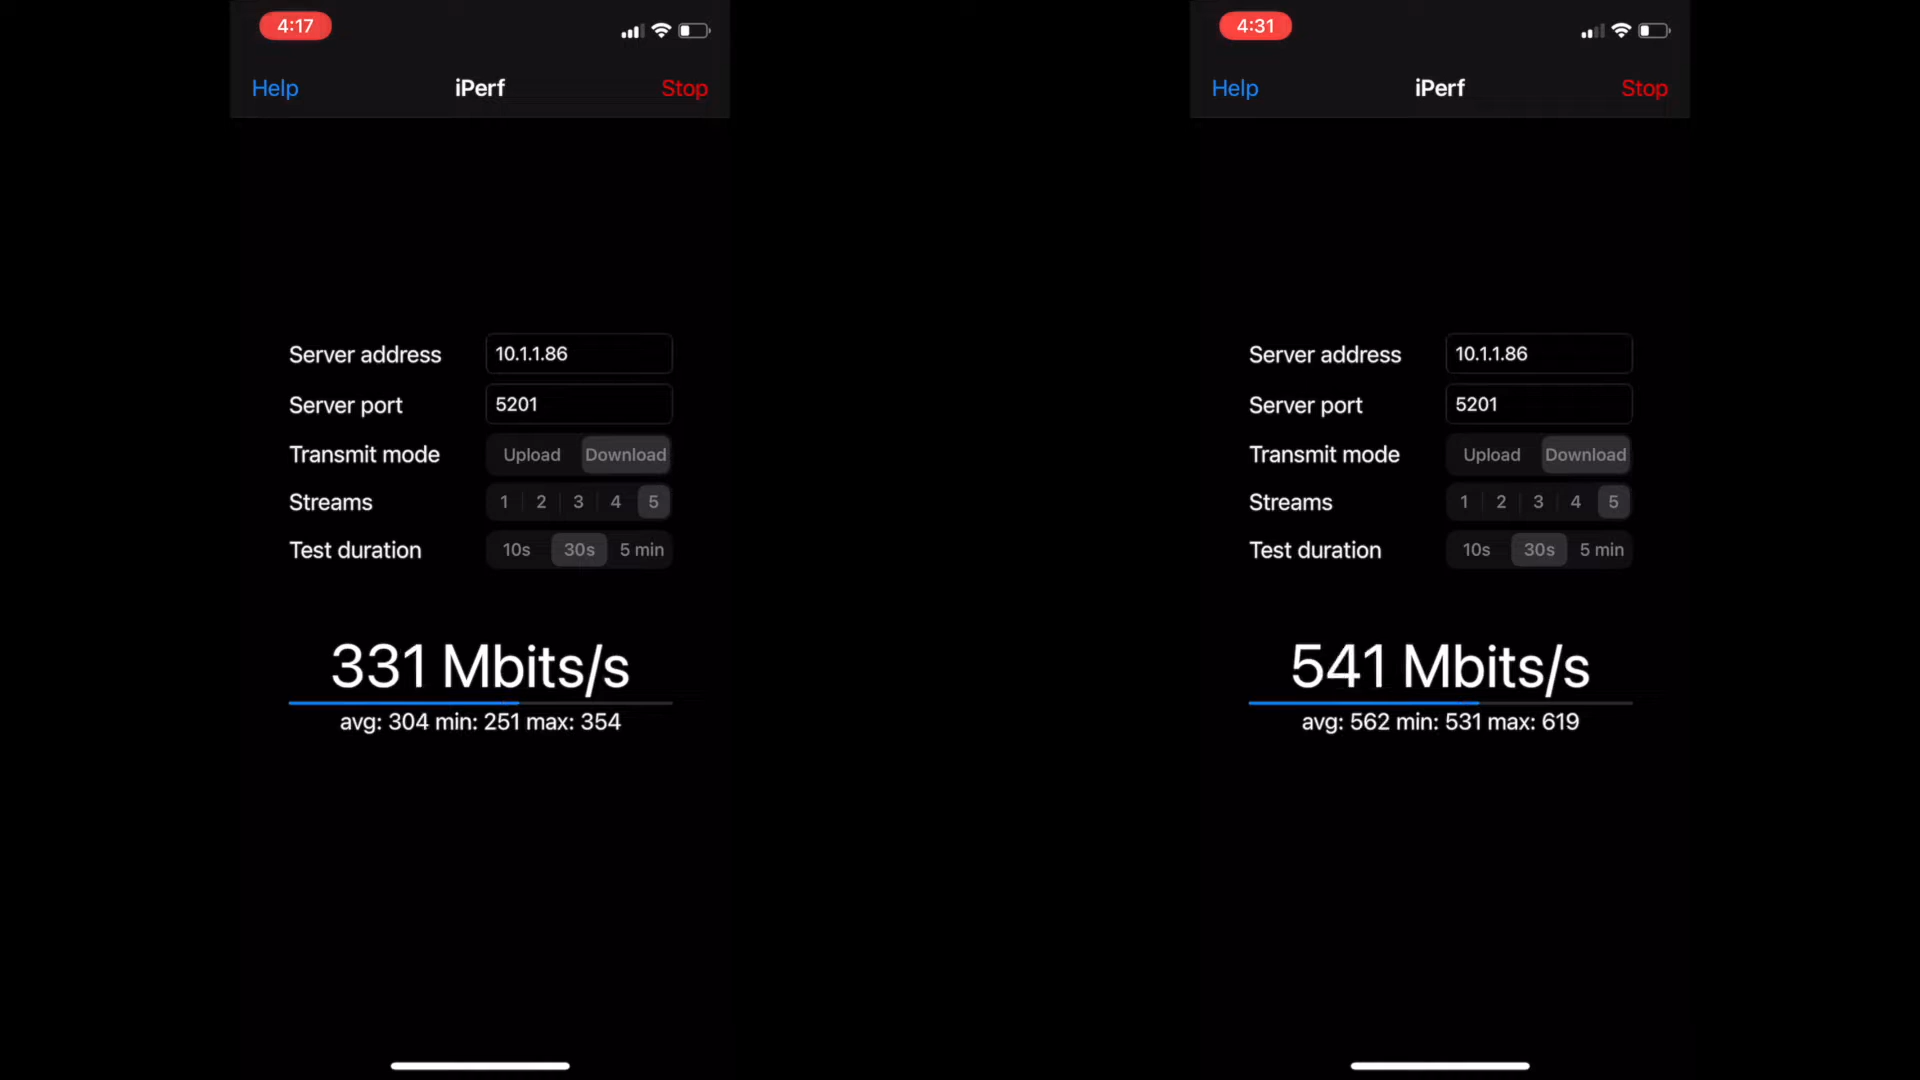 4:17
Help iPerf Stop
Server address 10.1.1.86
Server port 5201
Transmit mode Upload Download
Streams 1 2 3 4 5
Test duration 10s 30s 5 min
331 Mbits/s
avg: 304 min: 251 max: 354
4:31
Help iPerf Stop
Server address 10.1.1.86
Server port 5201
Transmit mode Upload Download
Streams 1 2 3 4 5
Test duration 10s 30s 5 min
541 Mbits/s
avg: 562 min: 531 max: 619